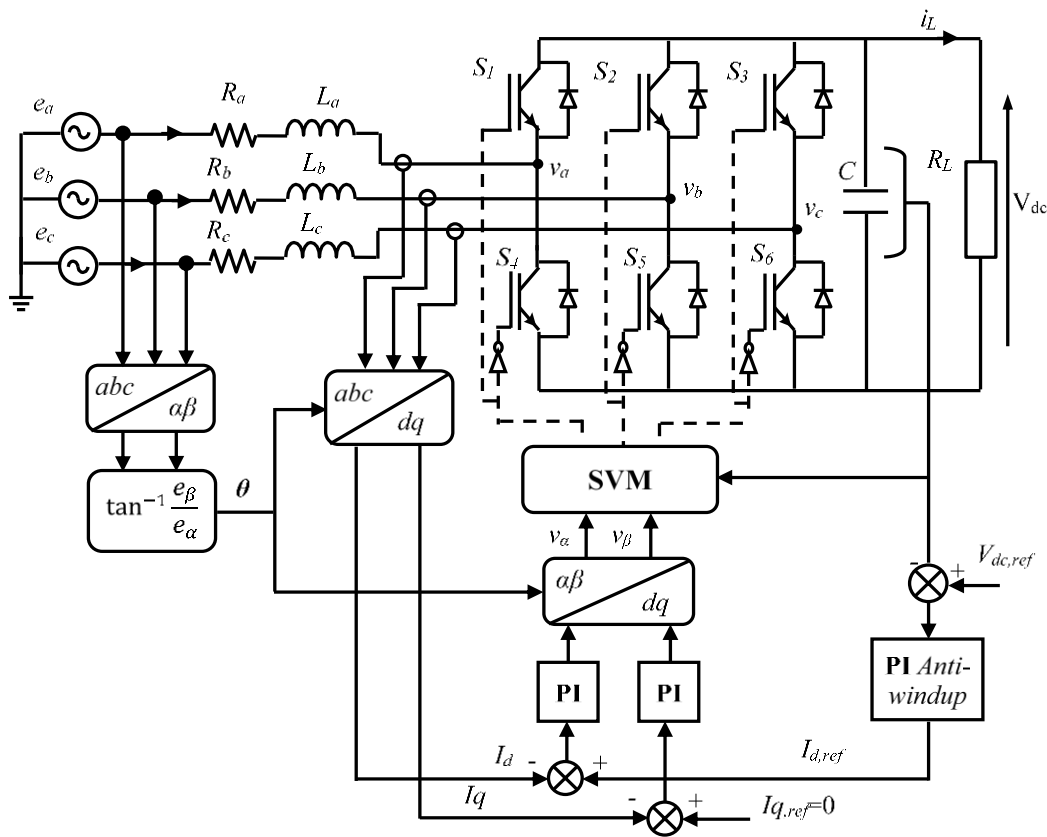 i_L
S_1
S_2
S_3
e_a
R_a
L_a
e_b
R_b
L_b
v_a
v_b
C
R_L
V_dc
e_c
R_c
L_c
v_c
S_4
S_5
S_6
abc
αβ
abc
dq
tan⁻¹ e_β
e_α
θ
SVM
v_α
v_β
αβ
dq
-
+
V_dc,ref
PI
PI
PI Anti-
windup
I_d
-
+
I_d,ref
Iq
-
+
Iq.ref=0